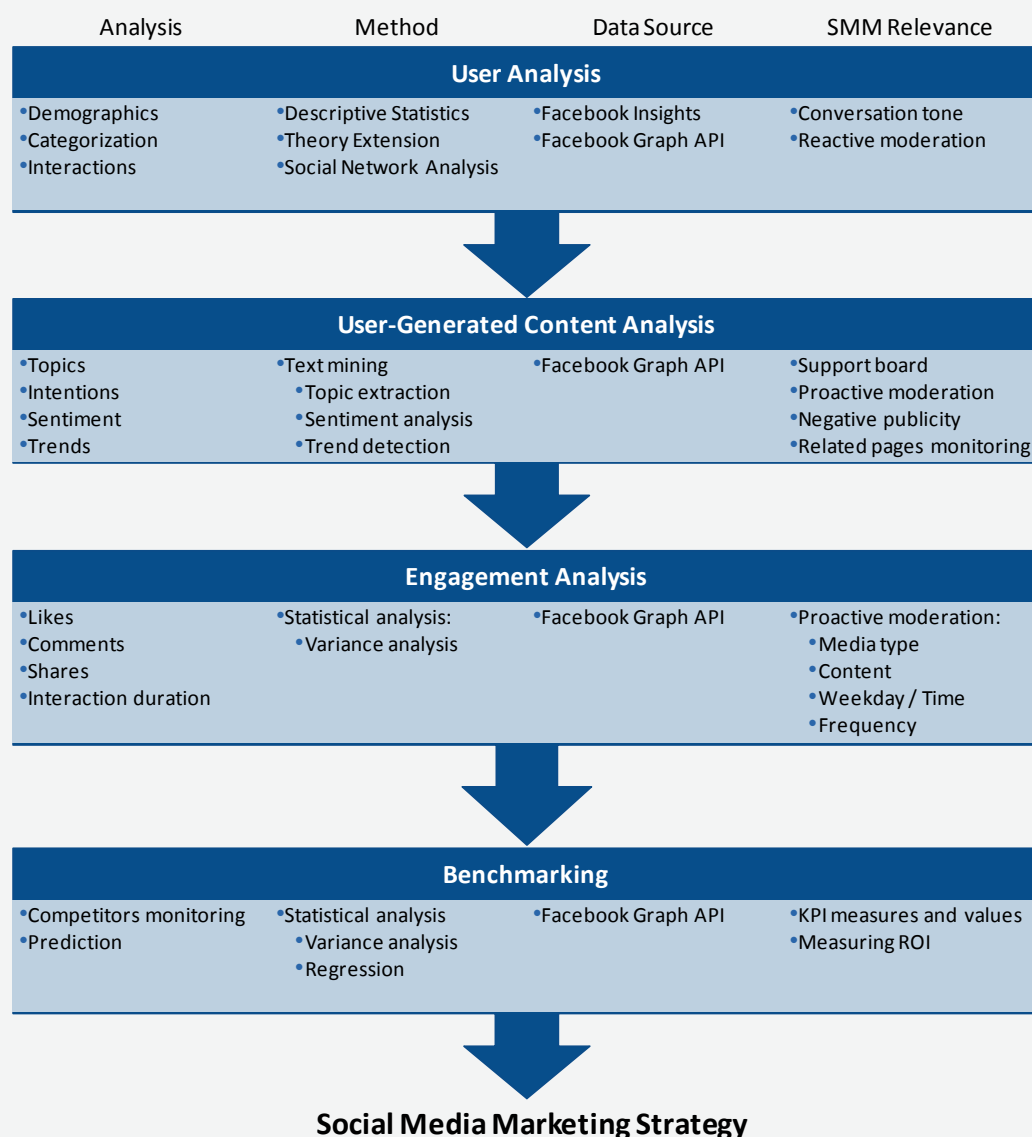 Analysis Method Data Source SMM Relevance
User Analysis
•Demographics •Descriptive Statistics •Facebook Insights •Conversation tone
•Categorization •Theory Extension •Facebook Graph API •Reactive moderation
•Interactions •Social Network Analysis
User-Generated Content Analysis
•Topics •Text mining •Facebook Graph API •Support board
•Intentions •Topic extraction •Proactive moderation
•Sentiment •Sentiment analysis •Negative publicity
•Trends •Trend detection •Related pages monitoring
Engagement Analysis
•Likes •Statistical analysis: •Facebook Graph API •Proactive moderation:
•Comments •Variance analysis •Media type
•Shares •Content
•Interaction duration •Weekday / Time
•Frequency
Benchmarking
•Competitors monitoring •Statistical analysis •Facebook Graph API •KPI measures and values
•Prediction •Variance analysis •Measuring ROI
•Regression
Social Media Marketing Strategy